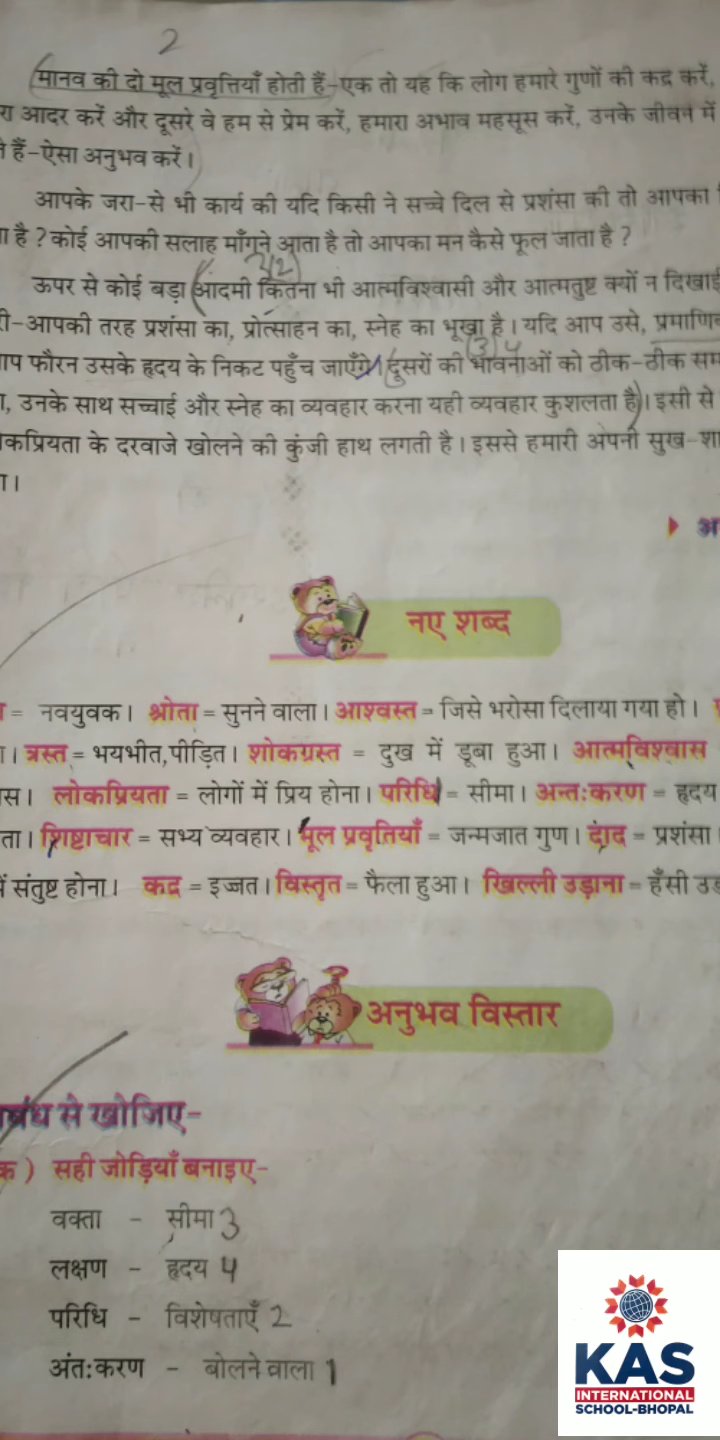 2
मानव की दो मूल प्रवृत्तियाँ होती हैं-एक तो यह कि लोग हमारे गुणों की कद्र करें,
आदर करें और दूसरे वे हम से प्रेम करें, हमारा अभाव महसूस करें, उनके जीवन में
हैं-ऐसा अनुभव करें।
आपके जरा-से भी कार्य की यदि किसी ने सच्चे दिल से प्रशंसा की तो आपका
है ? कोई आपकी सलाह माँगने आता है तो आपका मन कैसे फूल जाता है ?
(2)
ऊपर से कोई बड़ा आदमी कितना भी आत्मविश्वासी और आत्मतुष्ट क्यों न दिखाई
-आपकी तरह प्रशंसा का, प्रोत्साहन का, स्नेह का भूखा है। यदि आप उसे,
(3)
फौरन उसके हृदय के निकट पहुँच जाएँगे। दूसरों की भावनाओं को ठीक-ठीक
, उनके साथ सच्चाई और स्नेह का व्यवहार करना यही व्यवहार कुशलता है। इसी से
के दरवाजे खोलने की कुंजी हाथ लगती है। इससे हमारी अपनी
।
नए शब्द
= नवयुवक। श्रोता = सुनने वाला। आश्वस्त = जिसे भरोसा दिलाया गया हो।
। त्रस्त = भयभीत,पीड़ित। शोकग्रस्त = दुख में डूबा हुआ। आत्मविश्वास
। लोकप्रियता = लोगों में प्रिय होना। परिधि = सीमा। अन्त:करण = हृदय
। शिष्टाचार = सभ्य व्यवहार। मूल प्रवृतियाँ = जन्मजात गुण। दाद = प्रशंसा।
में संतुष्ट होना। कद्र = इज्जत। विस्तृत = फैला हुआ। खिल्ली उड़ाना = हँसी
अनुभव विस्तार
से खोजिए-
क) सही जोड़ियाँ बनाइए-
वक्ता - सीमा 3
लक्षण - हृदय 4
परिधि - विशेषताएँ 2
अंत:करण - बोलने वाला 1
KAS
INTERNATIONAL
SCHOOL-BHOPAL